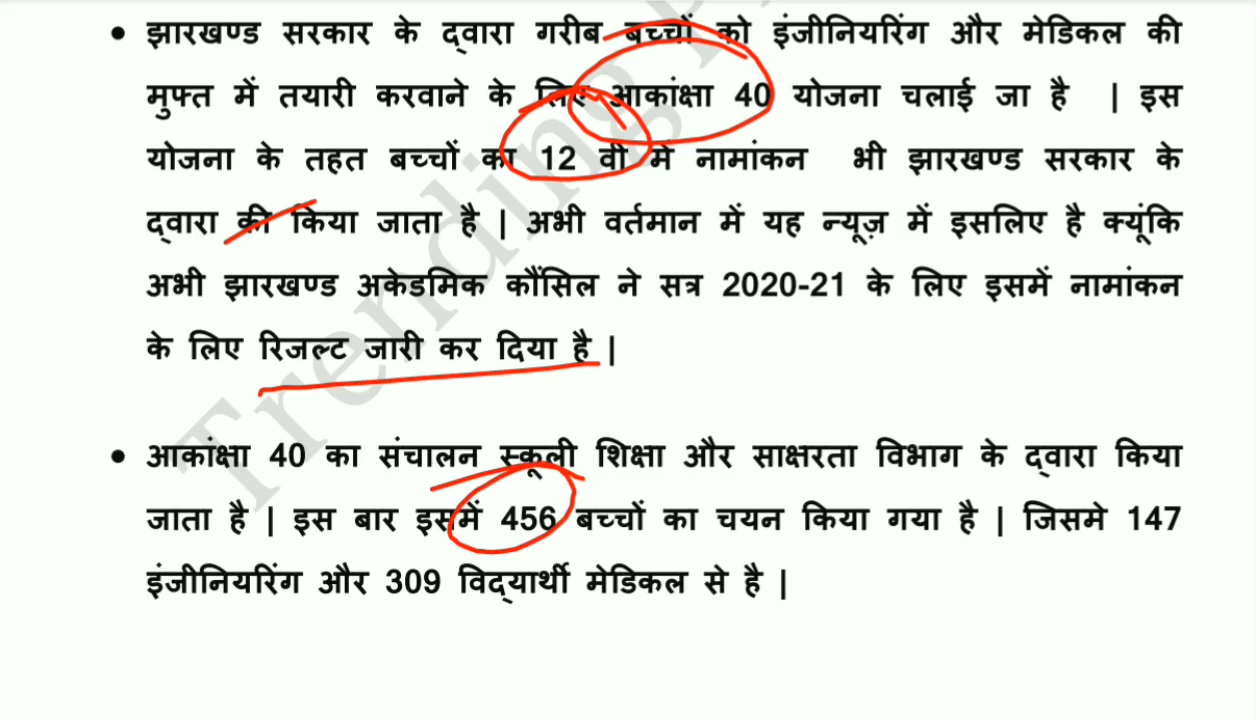 • झारखण्ड सरकार के द्वारा गरीब बच्चों को इंजीनियरिंग और मेडिकल की
मुफ्त में तयारी करवाने के लिए आकांक्षा 40 योजना चलाई जा है | इस
योजना के तहत बच्चों का 12 वी में नामांकन भी झारखण्ड सरकार के
द्वारा की किया जाता है | अभी वर्तमान में यह न्यूज़ में इसलिए है क्यूंकि
अभी झारखण्ड अकेडमिक कौंसिल ने सत्र 2020-21 के लिए इसमें नामांकन
के लिए रिजल्ट जारी कर दिया है |
• आकांक्षा 40 का संचालन स्कूली शिक्षा और साक्षरता विभाग के द्वारा किया
जाता है | इस बार इसमें 456 बच्चों का चयन किया गया है | जिसमे 147
इंजीनियरिंग और 309 विद्यार्थी मेडिकल से है |
Trending